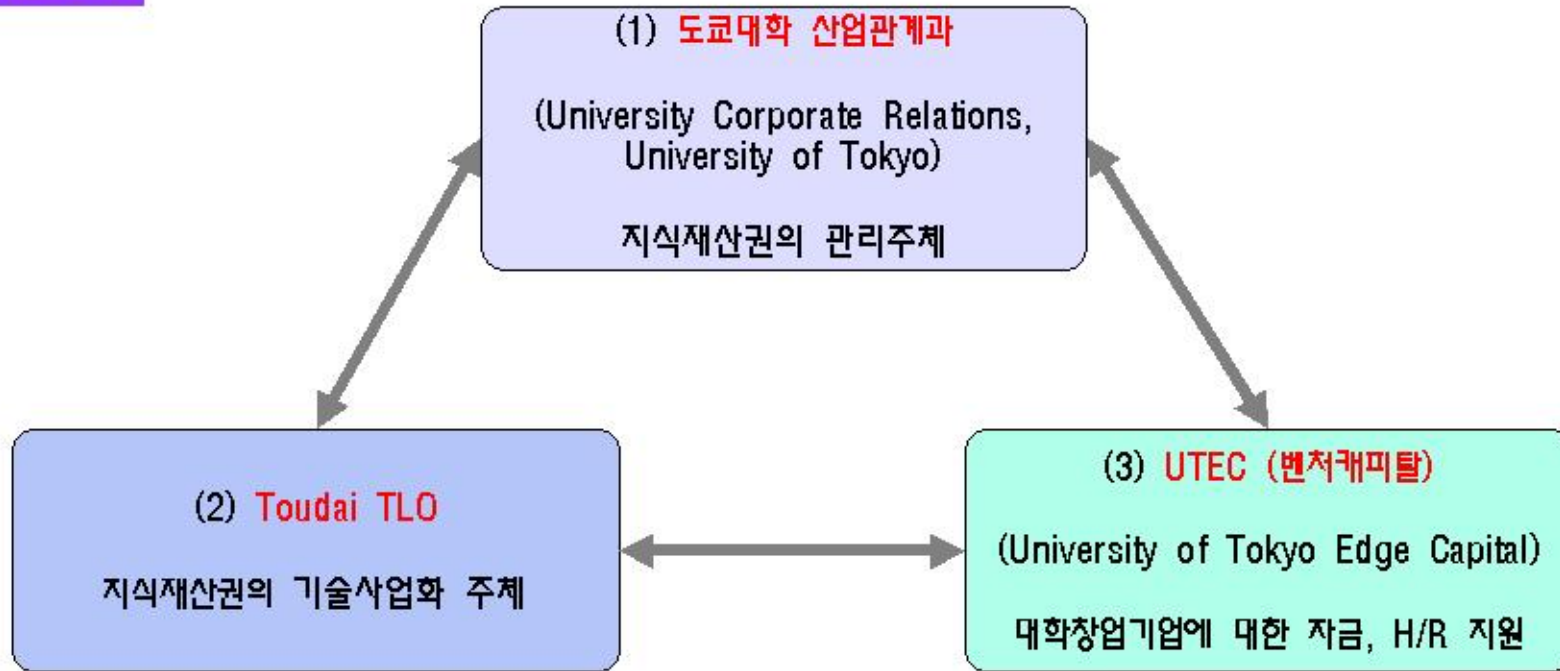 (1) 도쿄대학 산업관계과
(University Corporate Relations,
University of Tokyo)
지식재산권의 관리주체
(2) Toudai TLO
지식재산권의 기술사업화 주체
(3) UTEC (벤처캐피탈)
(University of Tokyo Edge Capital)
대학창업기업에 대한 자금, H/R 지원